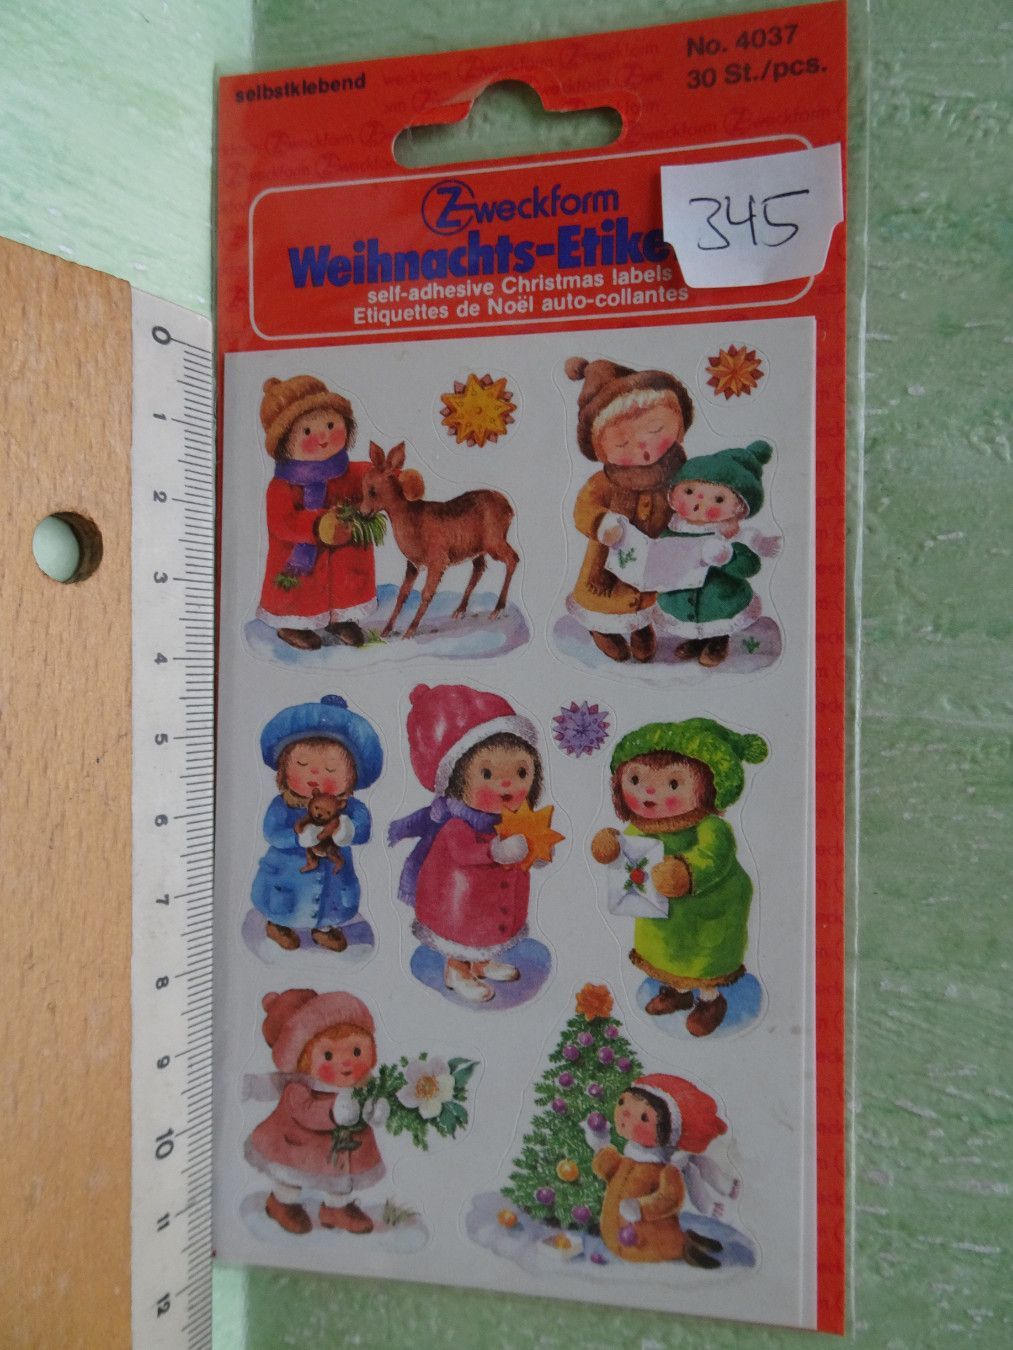 selbstklebend
No. 4037
30 St./pcs.
Zweckform
345
Weihnachts-Etike
self-adhesive Christmas labels
Etiquettes de Noël auto-collantes
0
1
2
3
4
5
6
7
8
9
10
11
12